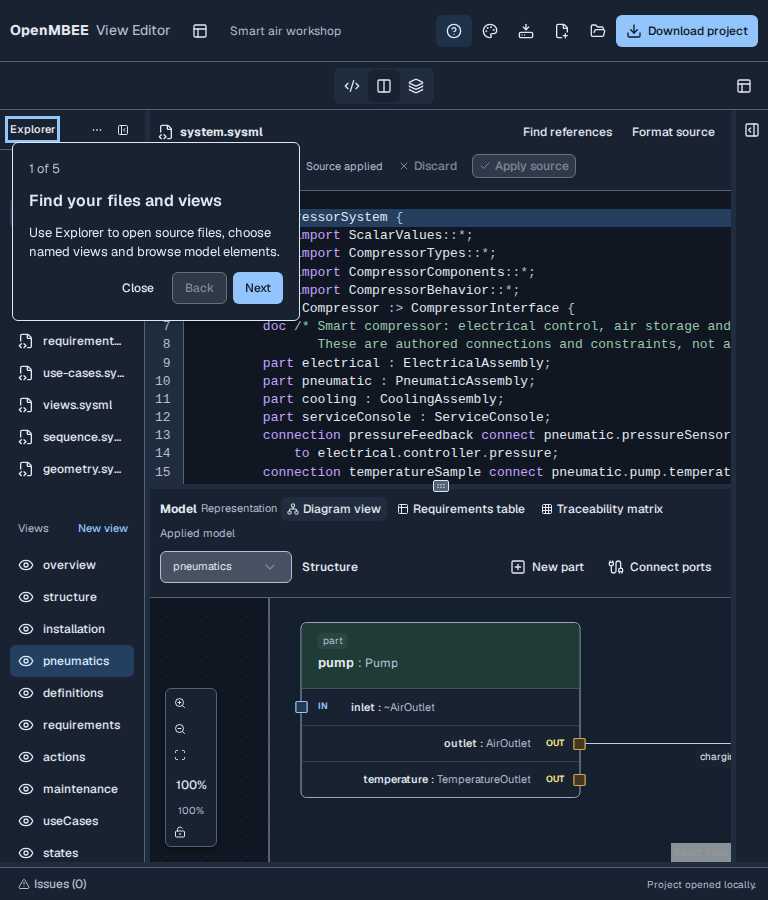 OpenMBEE View Editor
Smart air workshop
Download project
Explorer
system.sysml
Find references
Format source
1 of 5
Find your files and views
Use Explorer to open source files, choose
named views and browse model elements.
Close
Back
Next
Source applied
Discard
Apply source
ressorSystem {
import ScalarValues::*;
import CompressorTypes::*;
import CompressorComponents::*;
import CompressorBehavior::*;
Compressor :> CompressorInterface {
7 doc /* Smart compressor: electrical control, air storage and
8 These are authored connections and constraints, not a
9 part electrical : ElectricalAssembly;
10 part pneumatic : PneumaticAssembly;
11 part cooling : CoolingAssembly;
12 part serviceConsole : ServiceConsole;
13 connection pressureFeedback connect pneumatic.pressureSensor
14 to electrical.controller.pressure;
15 connection temperatureSample connect pneumatic.pump.temperat
requirement...
use-cases.sy...
views.sysml
sequence.sy...
geometry.sy...
Views
New view
overview
structure
installation
pneumatics
definitions
requirements
actions
maintenance
useCases
states
Model Representation
Diagram view
Requirements table
Traceability matrix
Applied model
pneumatics
Structure
New part
Connect ports
part
pump : Pump
IN inlet : ~AirOutlet
outlet : AirOutlet OUT
temperature : TemperatureOutlet OUT
100%
100%
Issues (0)
Project opened locally.